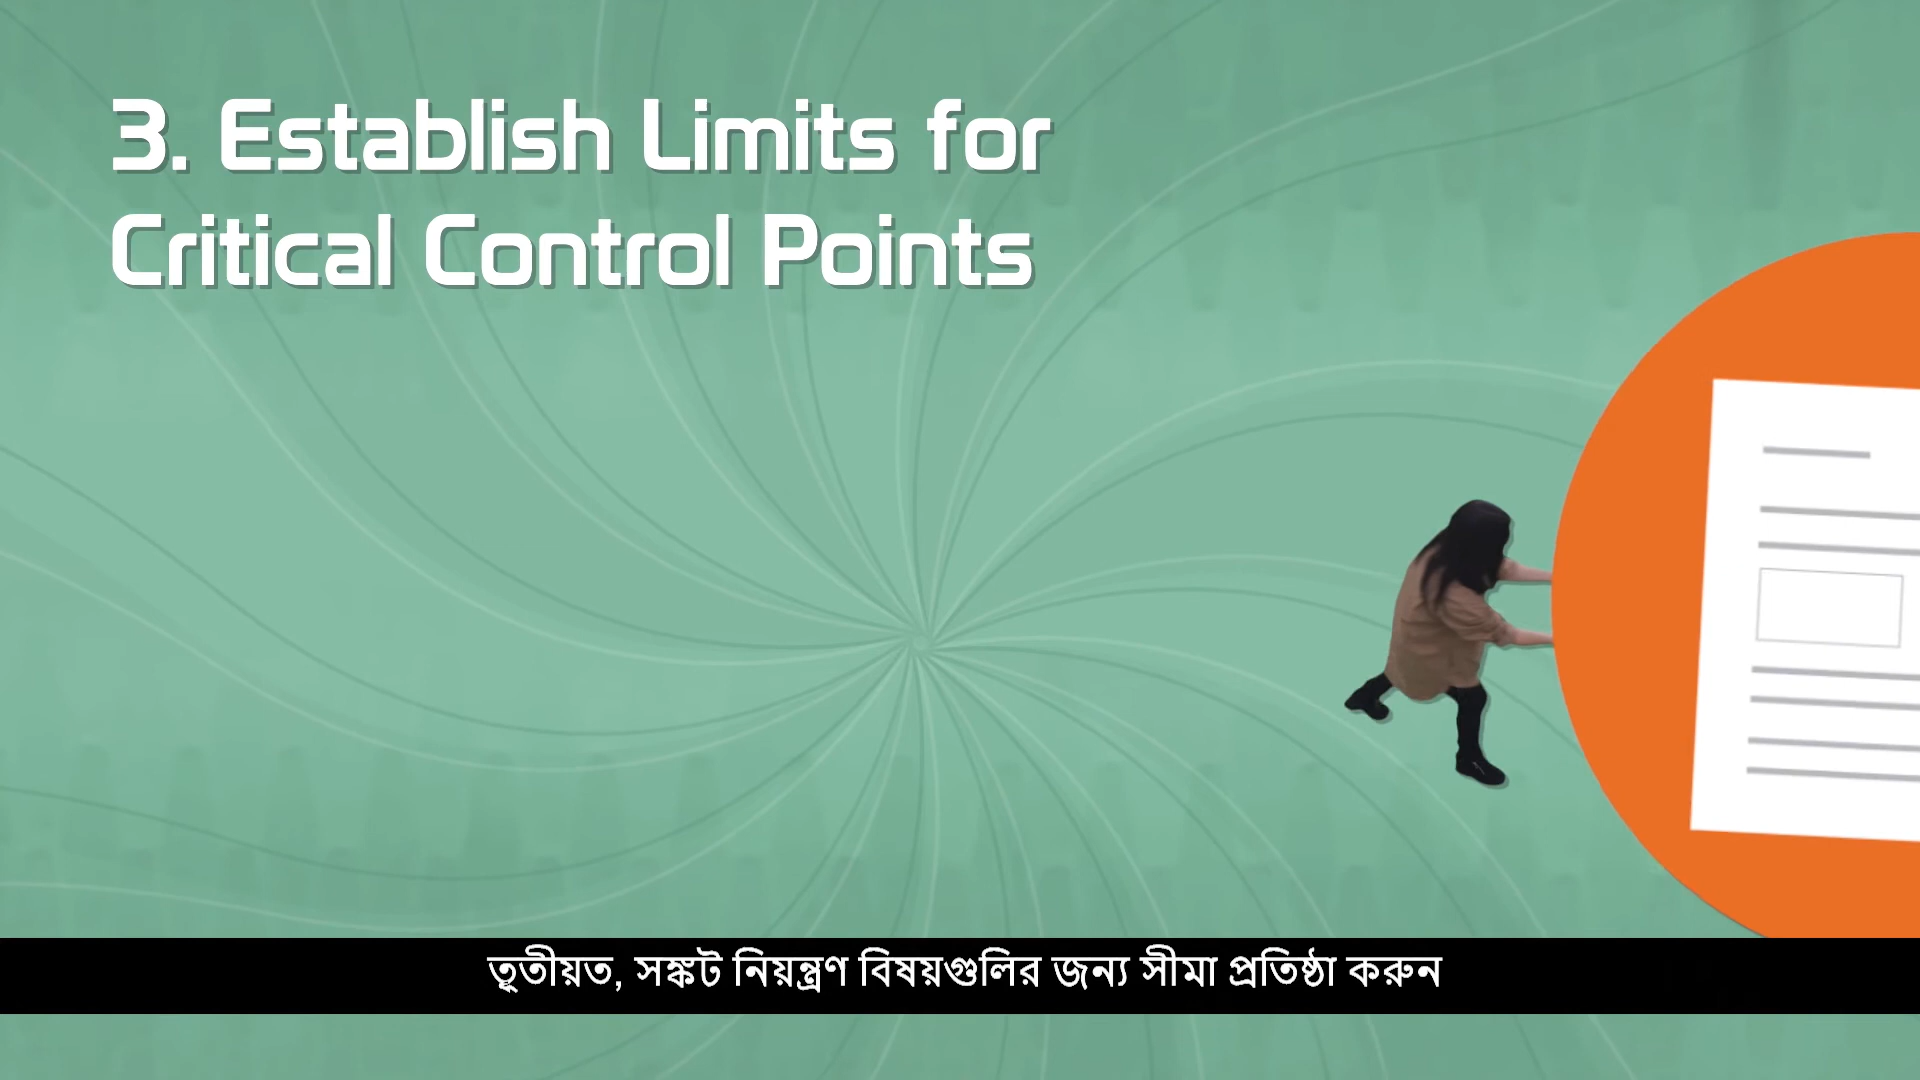 3. Establish Limits for
Critical Control Points
তৃতীয়ত, সঙ্কট নিয়ন্ত্রণ বিষয়গুলির জন্য সীমা প্রতিষ্ঠা করুন